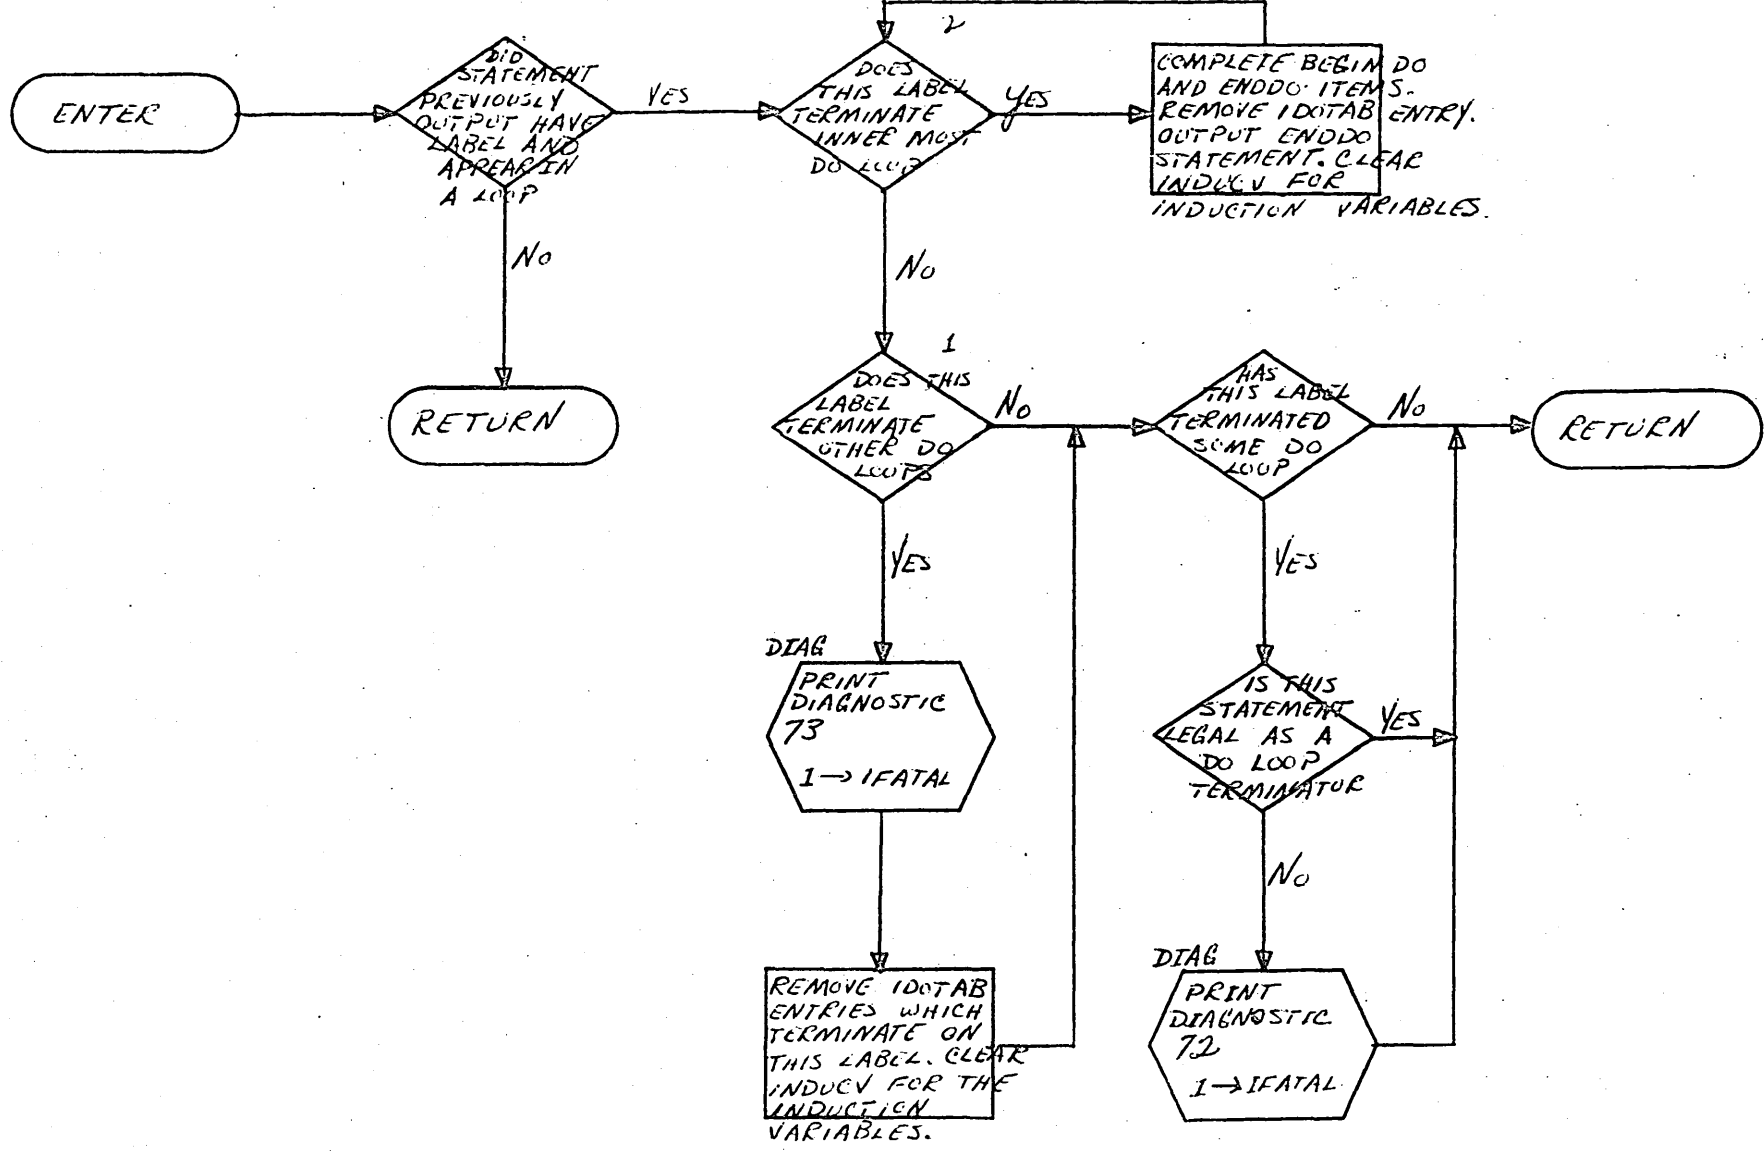 ENTER
DID
STATEMENT
PREVIOUSLY
OUTPUT HAVE
LABEL AND
APPEAR IN
A LOOP
YES
NO
RETURN
2
DOES
THIS LABEL
TERMINATE
INNER MOST
DO LOOP
YES
NO
COMPLETE BEGIN DO
AND ENDDO ITEMS.
REMOVE IDOTAB ENTRY.
OUTPUT ENDDO
STATEMENT. CLEAR
INDUCV FOR
INDUCTION VARIABLES.
1
DOES THIS
LABEL
TERMINATE
OTHER DO
LOOPS
NO
YES
HAS
THIS LABEL
TERMINATED
SOME DO
LOOP
NO
RETURN
YES
DIAG
PRINT
DIAGNOSTIC
73
1→IFATAL
IS THIS
STATEMENT
LEGAL AS A
DO LOOP
TERMINATOR
YES
NO
REMOVE IDOTAB
ENTRIES WHICH
TERMINATE ON
THIS LABEL. CLEAR
INDUCV FOR THE
INDUCTION
VARIABLES.
DIAG
PRINT
DIAGNOSTIC
72
1→IFATAL